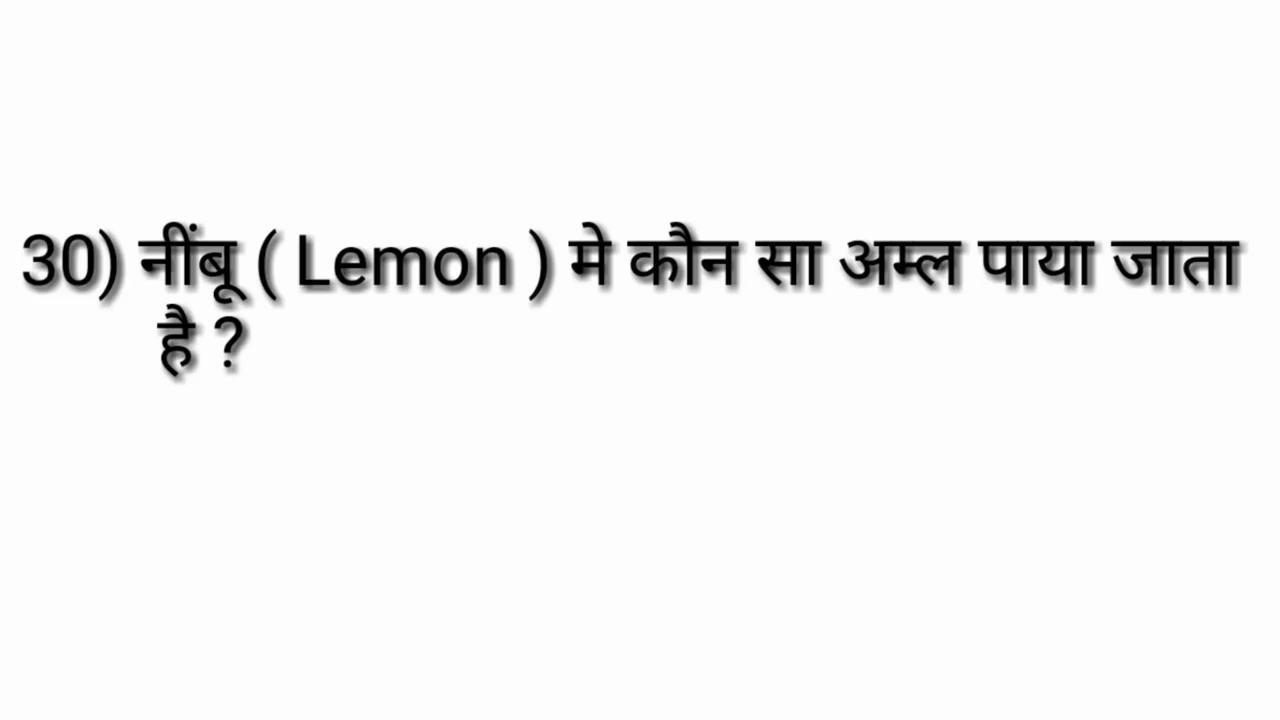 30) नींबू ( Lemon ) मे कौन सा अम्ल पाया जाता
है ?